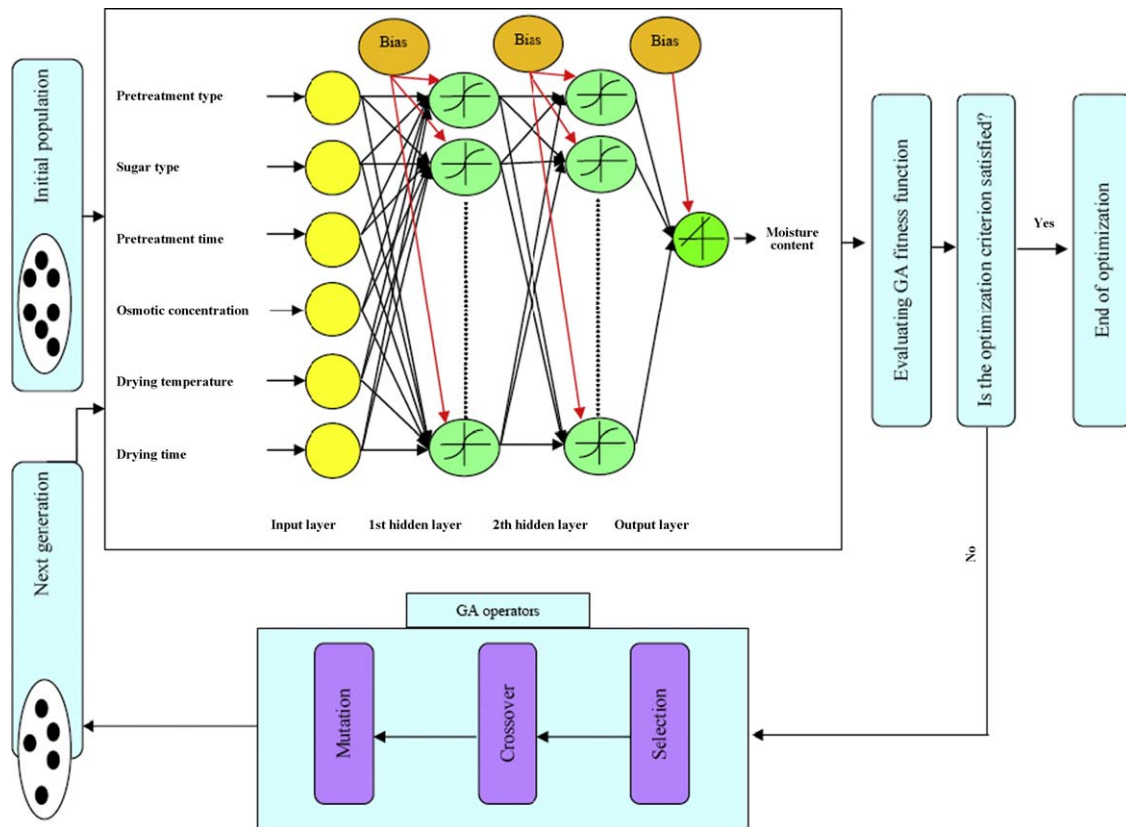 Bias
Bias
Bias
Initial population
Pretreatment type
Sugar type
Pretreatment time
Osmotic concentration
Drying temperature
Drying time
Moisture
content
Input layer
1st hidden layer
2th hidden layer
Output layer
Evaluating GA fitness function
Is the optimization criterion satisfied?
Yes
End of optimization
No
Next generation
GA operators
Mutation
Crossover
Selection